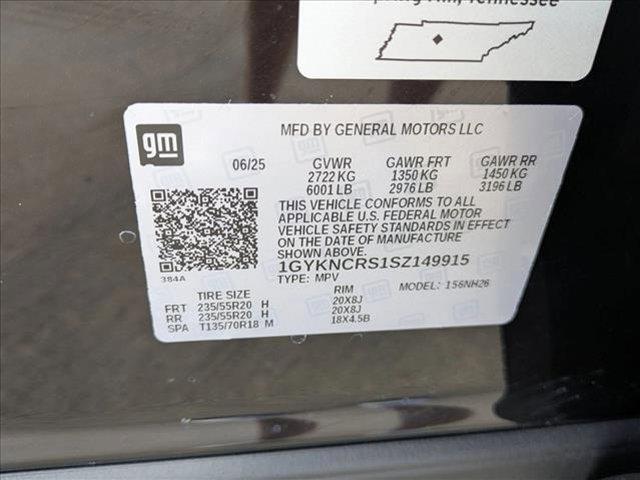 Spring Hill, Tennessee
gm
MFD BY GENERAL MOTORS LLC
06/25 GVWR GAWR FRT GAWR RR
2722 KG 1350 KG 1450 KG
6001 LB 2976 LB 3196 LB
THIS VEHICLE CONFORMS TO ALL
APPLICABLE U.S. FEDERAL MOTOR
VEHICLE SAFETY STANDARDS IN EFFECT
ON THE DATE OF MANUFACTURE
SHOWN ABOVE.
384A 1GYKNCRS1SZ149915
TYPE: MPV MODEL: 156NH26
TIRE SIZE RIM
FRT 235/55R20 H 20X8J
RR 235/55R20 H 20X8J
SPA T135/70R18 M 18X4.5B